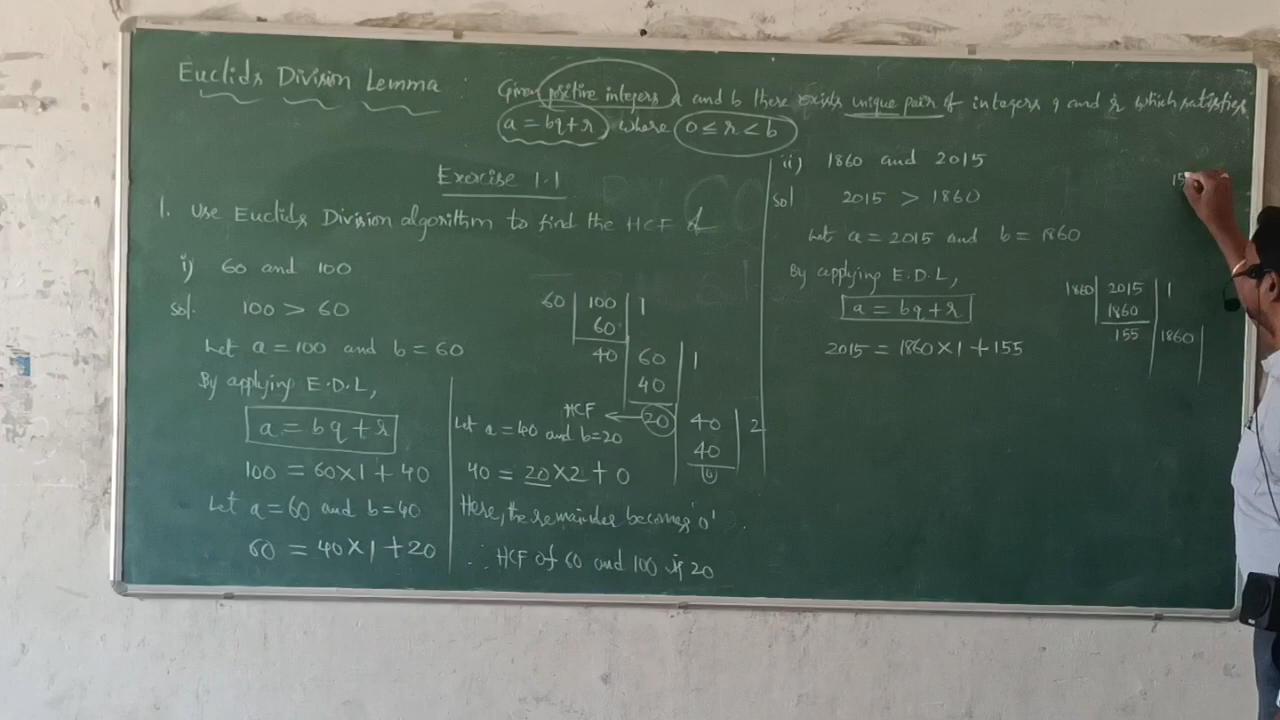 Euclids Division Lemma :
Given positive integers a and b there exists unique pair of integers q and r which satisfies
a = bq + r where 0 ≤ r < b
Exercise 1.1
1. Use Euclids Division algorithm to find the HCF of
i) 60 and 100
sol. 100 > 60
Let a = 100 and b = 60
By applying E.D.L,
a = bq + r
100 = 60 × 1 + 40
Let a = 60 and b = 40
60 = 40 × 1 + 20
60 | 100 | 1
60
40 | 60 | 1
40
HCF ← 20 | 40 | 2
40
0
Let a = 40 and b = 20
40 = 20 × 2 + 0
Here, the remainder becomes '0'.
∴ HCF of 60 and 100 is 20
ii) 1860 and 2015
sol 2015 > 1860
Let a = 2015 and b = 1860
By applying E.D.L,
a = bq + r
2015 = 1860 × 1 + 155
1860 | 2015 | 1
1860
155 | 1860 |
15